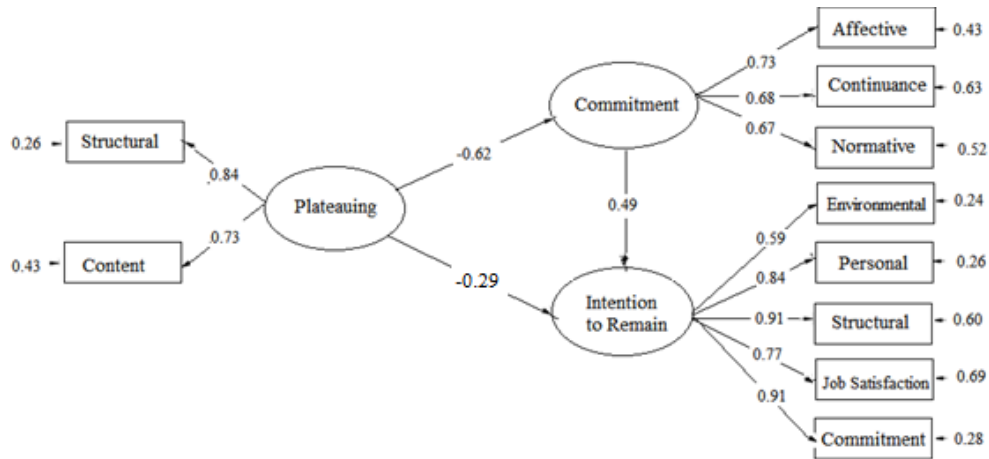 Affective
0.43
0.73
Continuance
0.63
Commitment
0.68
0.67
Normative
0.52
0.26
Structural
0.84
-0.62
Plateauing
0.49
Environmental
0.24
0.59
0.43
Content
0.73
-0.29
Personal
0.26
0.84
Intention
to Remain
0.91
Structural
0.60
0.77
Job Satisfaction
0.69
0.91
Commitment
0.28